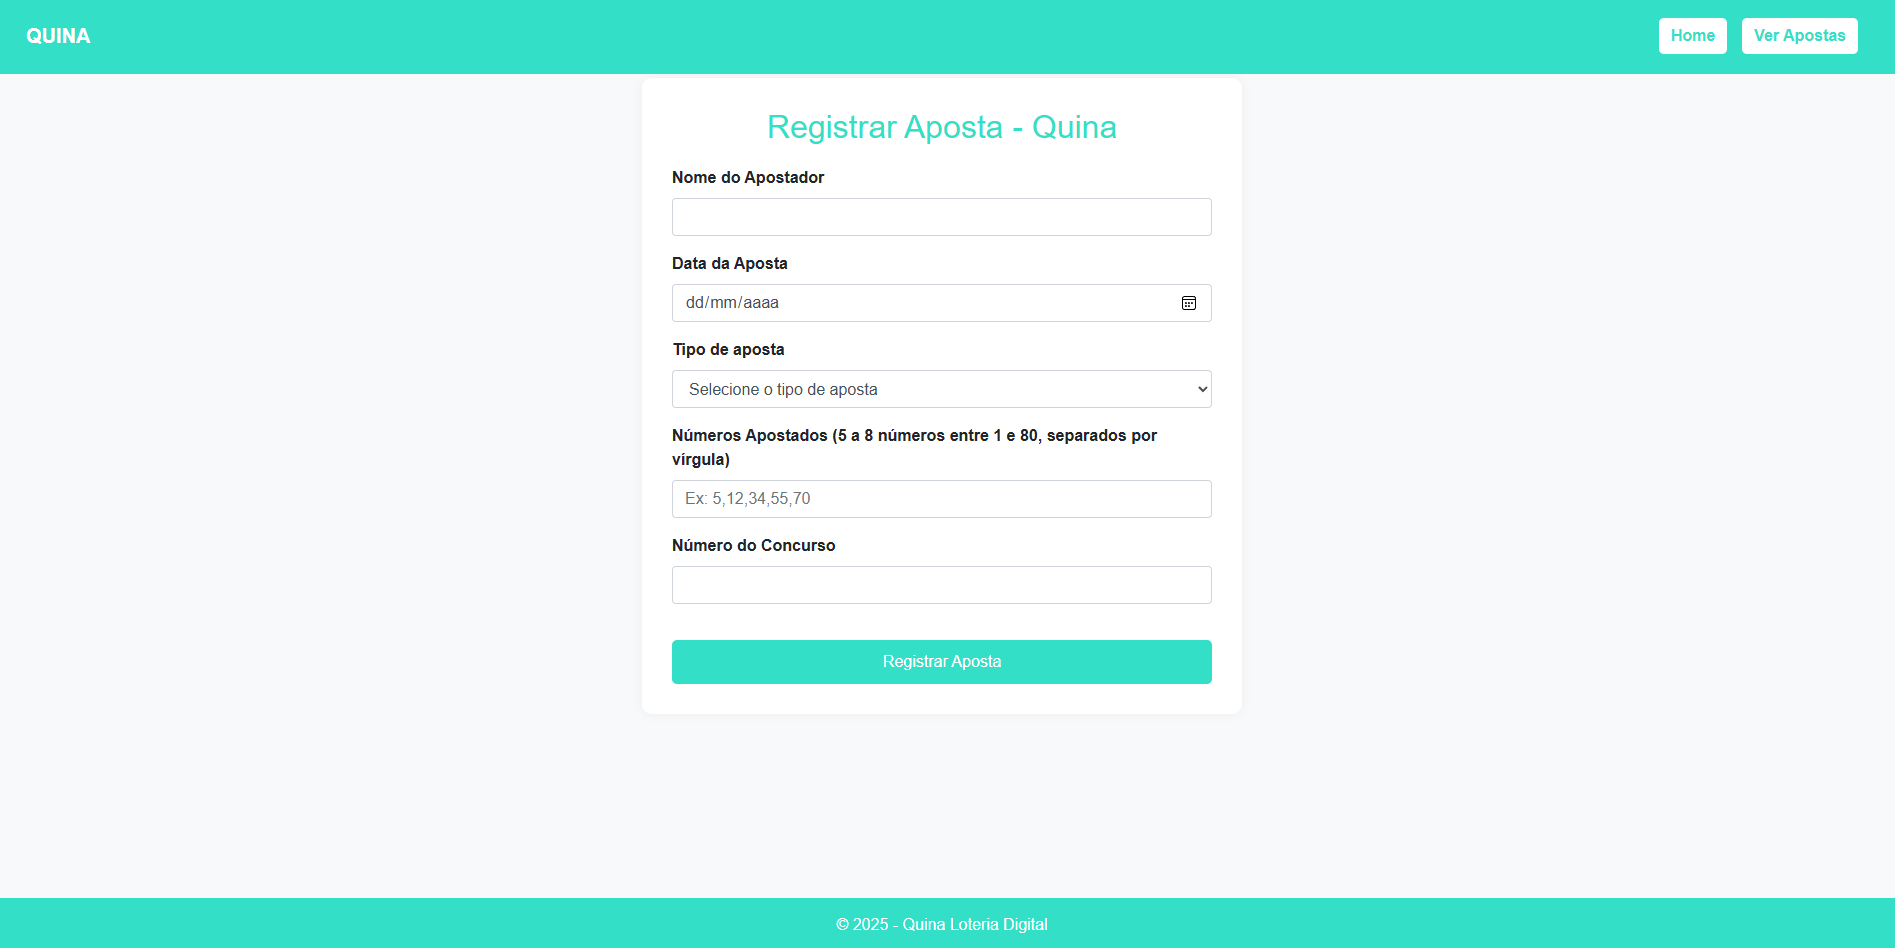 QUINA
Home
Ver Apostas
Registrar Aposta - Quina
Nome do Apostador
Data da Aposta
dd/mm/aaaa
Tipo de aposta
Selecione o tipo de aposta
Números Apostados (5 a 8 números entre 1 e 80, separados por
vírgula)
Ex: 5,12,34,55,70
Número do Concurso
Registrar Aposta
© 2025 - Quina Loteria Digital